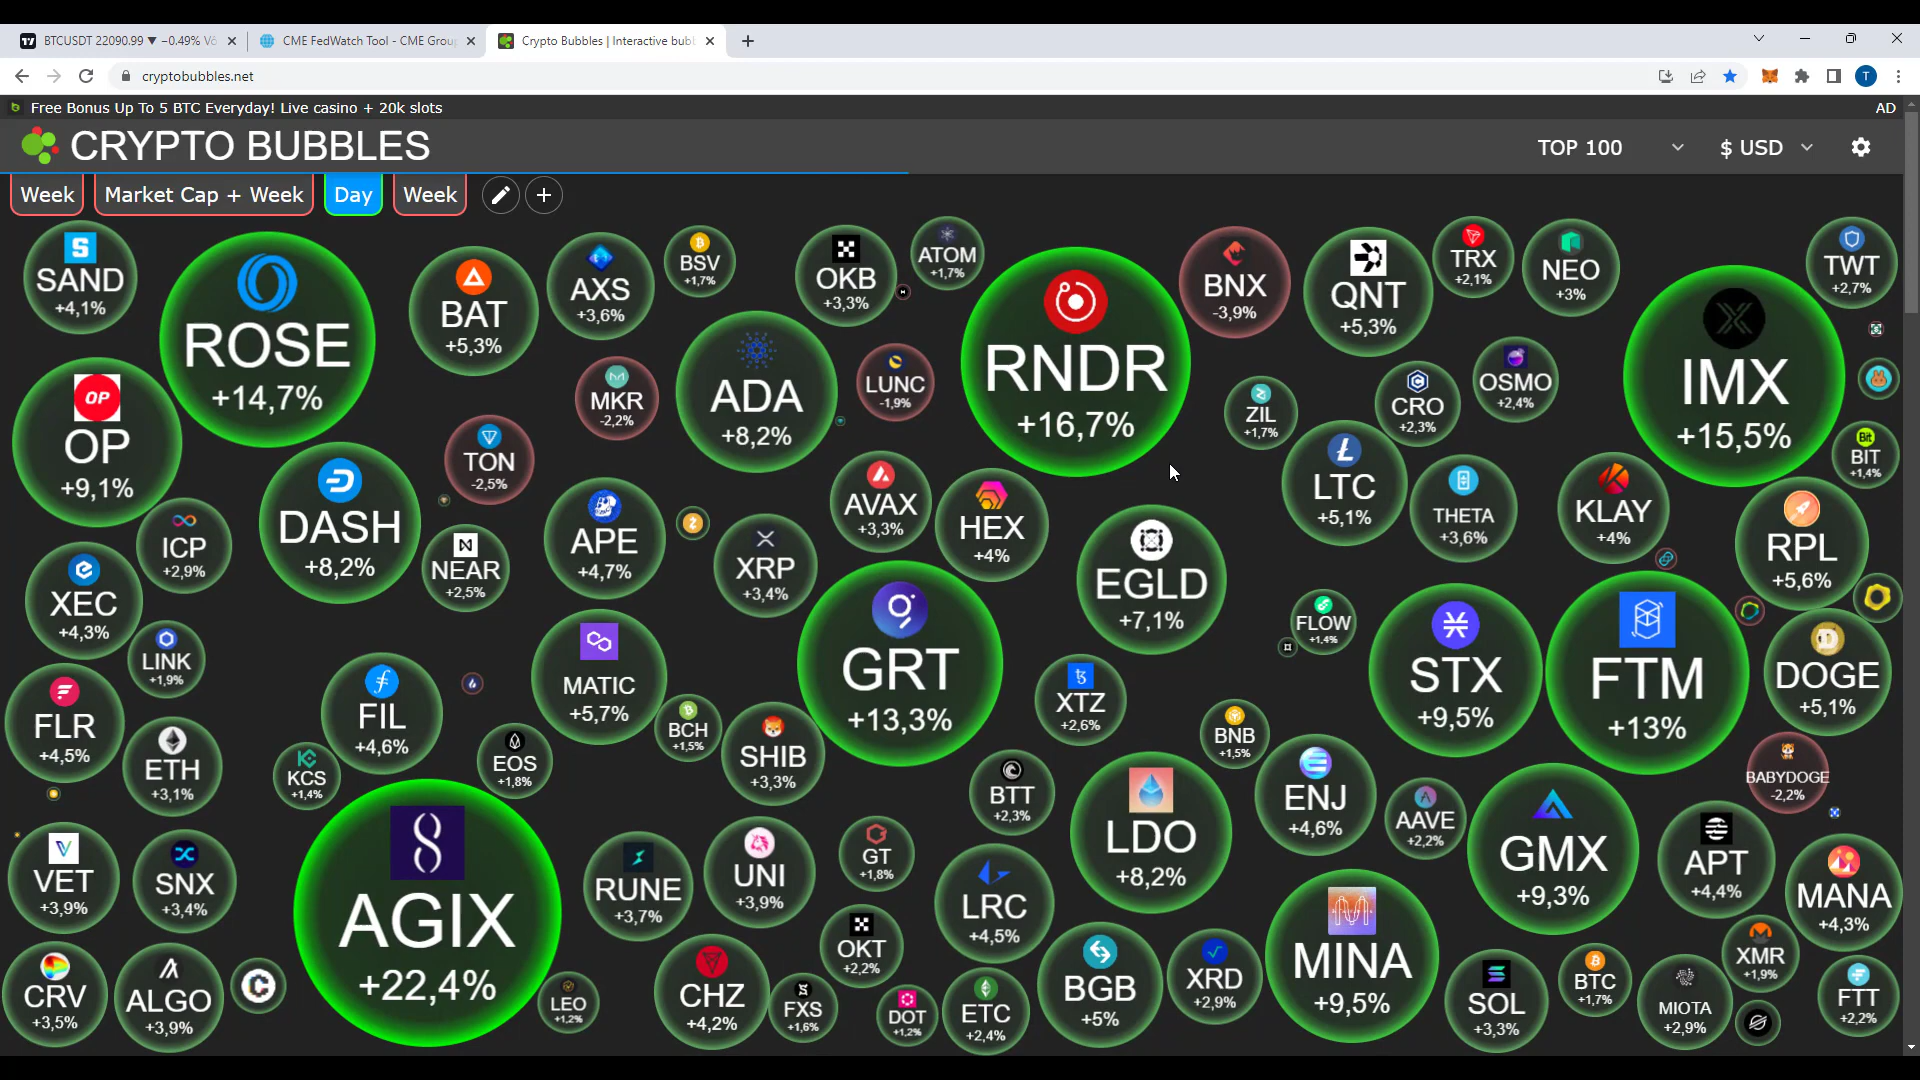 BTCUSDT 22090.99 ▼ −0.49% Vô
CME FedWatch Tool - CME Group
Crypto Bubbles | Interactive bubb
cryptobubbles.net
T
Free Bonus Up To 5 BTC Everyday! Live casino + 20k slots
AD
CRYPTO BUBBLES
TOP 100
$ USD
Week
Market Cap + Week
Day
Week
SAND
+4,1%
ROSE
+14,7%
BAT
+5,3%
AXS
+3,6%
BSV
+1,7%
OKB
+3,3%
ATOM
+1,7%
RNDR
+16,7%
BNX
-3,9%
QNT
+5,3%
TRX
+2,1%
NEO
+3%
IMX
+15,5%
TWT
+2,7%
OP
OP
+9,1%
MKR
-2,2%
ADA
+8,2%
LUNC
-1,9%
ZIL
+1,7%
CRO
+2,3%
OSMO
+2,4%
Bit
BIT
+1,4%
TON
-2,5%
DASH
+8,2%
ICP
+2,9%
NEAR
+2,5%
APE
+4,7%
XRP
+3,4%
AVAX
+3,3%
HEX
+4%
EGLD
+7,1%
LTC
+5,1%
THETA
+3,6%
KLAY
+4%
RPL
+5,6%
XEC
+4,3%
LINK
+1,9%
FLR
+4,5%
ETH
+3,1%
FIL
+4,6%
KCS
+1,4%
EOS
+1,8%
MATIC
+5,7%
BCH
+1,5%
SHIB
+3,3%
GRT
+13,3%
XTZ
+2,6%
FLOW
+1,4%
STX
+9,5%
FTM
+13%
DOGE
+5,1%
BNB
+1,5%
BTT
+2,3%
LDO
+8,2%
ENJ
+4,6%
AAVE
+2,2%
GMX
+9,3%
BABYDOGE
-2,2%
APT
+4,4%
MANA
+4,3%
VET
+3,9%
SNX
+3,4%
AGIX
+22,4%
RUNE
+3,7%
UNI
+3,9%
GT
+1,8%
LRC
+4,5%
OKT
+2,2%
MINA
+9,5%
XMR
+1,9%
CRV
+3,5%
ALGO
+3,9%
LEO
+1,2%
CHZ
+4,2%
FXS
+1,6%
DOT
+1,2%
ETC
+2,4%
BGB
+5%
XRD
+2,9%
SOL
+3,3%
BTC
+1,7%
MIOTA
+2,9%
FTT
+2,2%